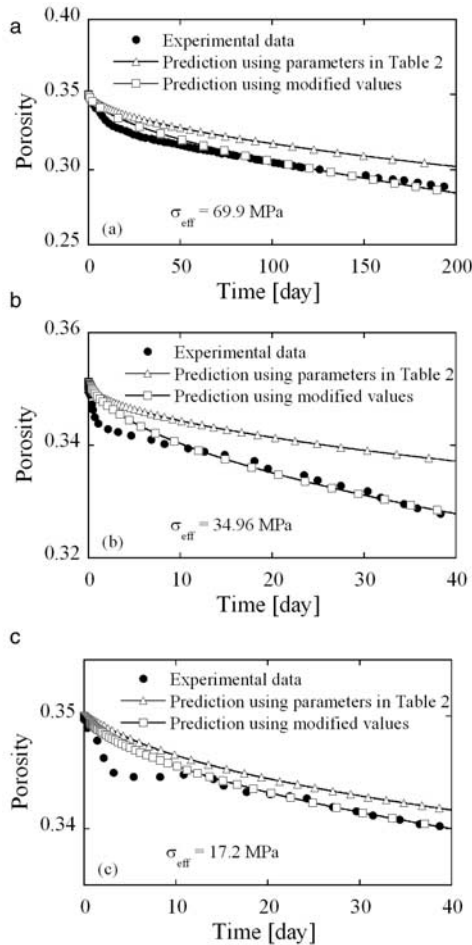 a
0.40
Experimental data
Prediction using parameters in Table 2
Prediction using modified values
0.35
Porosity
0.30
σeff = 69.9 MPa
(a)
0.25
0 50 100 150 200
Time [day]
b
0.36
Experimental data
Prediction using parameters in Table 2
Prediction using modified values
Porosity
0.34
(b)
σeff = 34.96 MPa
0.32
0 10 20 30 40
Time [day]
c
Experimental data
Prediction using parameters in Table 2
0.35
Prediction using modified values
Porosity
0.34
σeff = 17.2 MPa
(c)
0 10 20 30 40
Time [day]